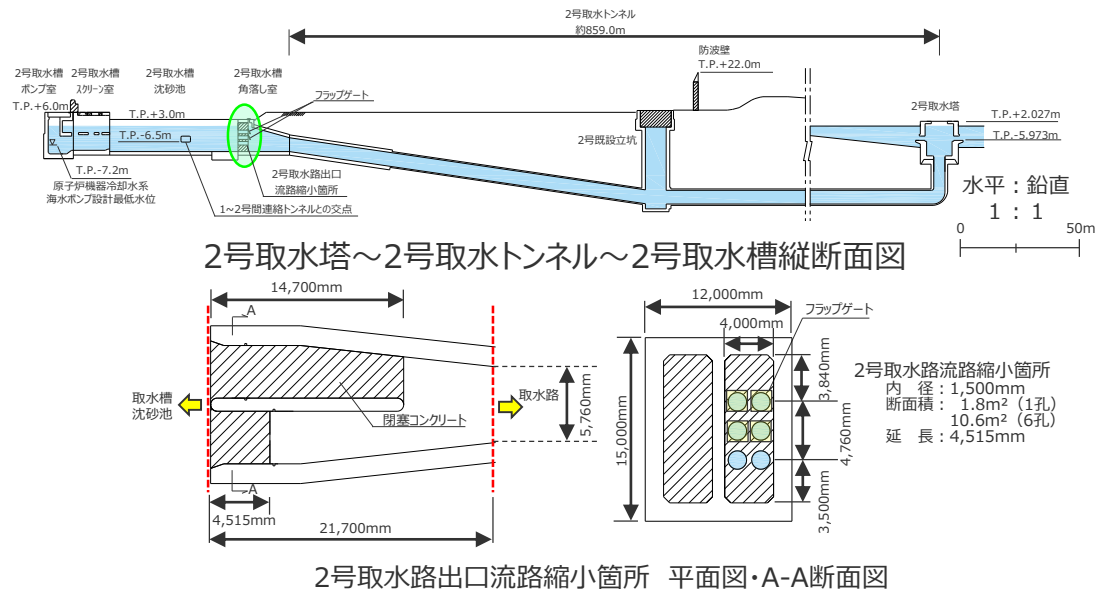 2号取水トンネル
約859.0m
防波壁
T.P.+22.0m
2号取水槽
ポンプ室
2号取水槽
スクリーン室
2号取水槽
沈砂池
2号取水槽
角落し室
フラップゲート
T.P.+6.0m
T.P.+3.0m
T.P.-6.5m
2号取水塔
T.P.+2.027m
T.P.-5.973m
2号既設立坑
T.P.-7.2m
原子炉機器冷却水系
海水ポンプ設計最低水位
2号取水路出口
流路縮小箇所
1~2号間連絡トンネルとの交点
水平：鉛直
1：1
0
50m
2号取水塔～2号取水トンネル～2号取水槽縦断面図
14,700mm
A
取水槽
沈砂池
取水路
5,760mm
閉塞コンクリート
A
4,515mm
21,700mm
12,000mm
フラップゲート
4,000mm
3,840mm
15,000mm
4,760mm
3,500mm
2号取水路流路縮小箇所
内　径：1,500mm
断面積： 1.8m²（1孔）
10.6m²（6孔）
延　長：4,515mm
2号取水路出口流路縮小箇所 平面図・A-A断面図